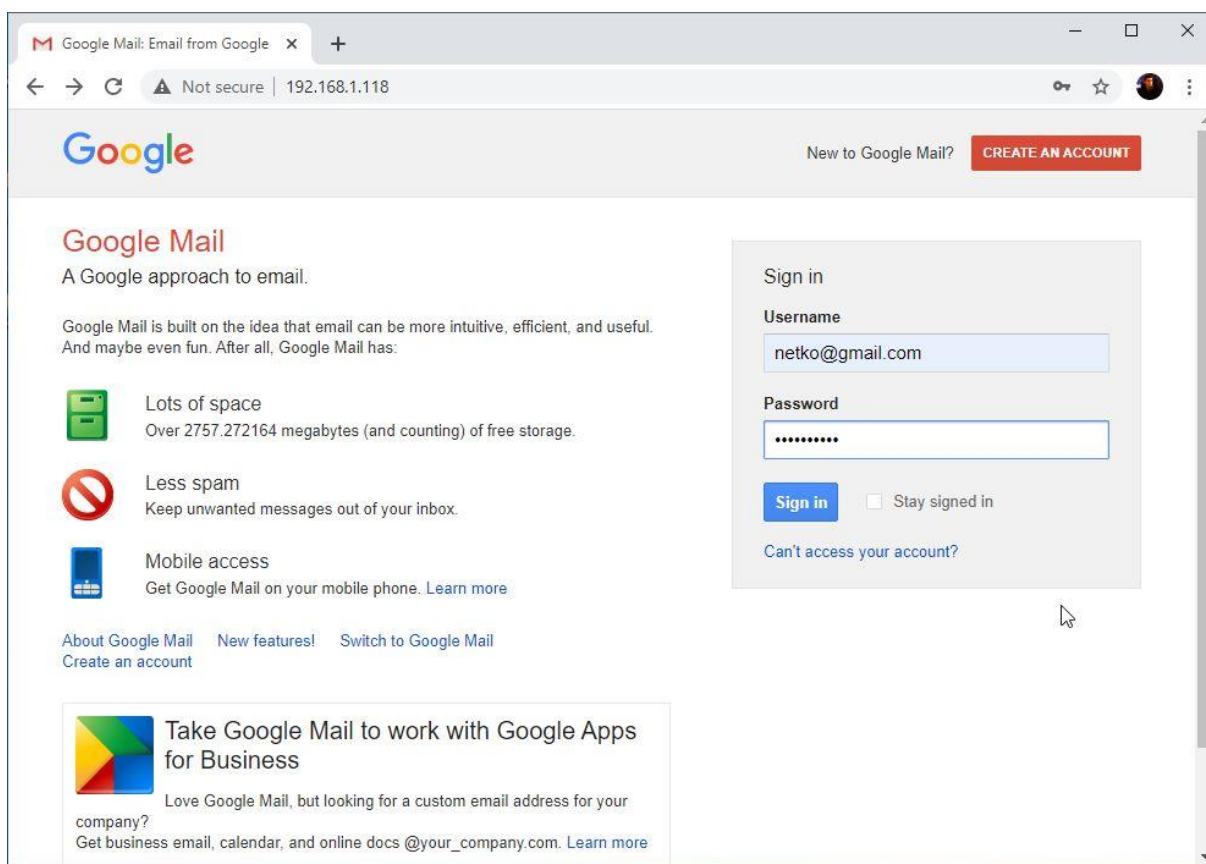 Google Mail: Email from Google
Not secure | 192.168.1.118
Google
New to Google Mail?
CREATE AN ACCOUNT
Google Mail
A Google approach to email.
Google Mail is built on the idea that email can be more intuitive, efficient, and useful.
And maybe even fun. After all, Google Mail has:
Lots of space
Over 2757.272164 megabytes (and counting) of free storage.
Less spam
Keep unwanted messages out of your inbox.
Mobile access
Get Google Mail on your mobile phone. Learn more
About Google Mail New features! Switch to Google Mail
Create an account
Take Google Mail to work with Google Apps
for Business
Love Google Mail, but looking for a custom email address for your
company?
Get business email, calendar, and online docs @your_company.com. Learn more
Sign in
Username
netko@gmail.com
Password
••••••••••
Sign in
Stay signed in
Can't access your account?